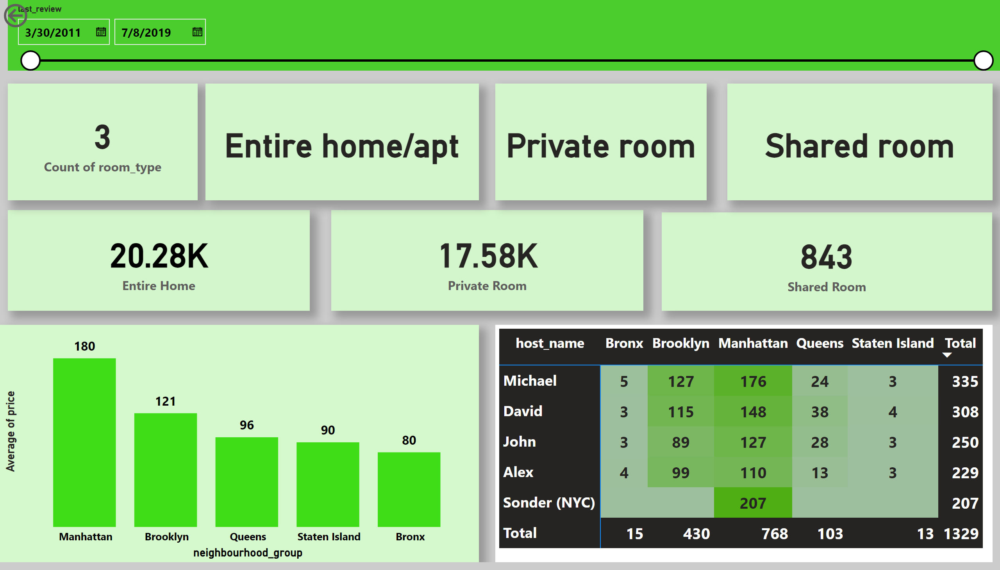 last_review
3/30/2011 7/8/2019
3
Count of room_type
Entire home/apt
Private room
Shared room
20.28K
Entire Home
17.58K
Private Room
843
Shared Room
Average of price
180
121
96
90
80
Manhattan Brooklyn Queens Staten Island Bronx
neighbourhood_group
host_name Bronx Brooklyn Manhattan Queens Staten Island Total
Michael 5 127 176 24 3 335
David 3 115 148 38 4 308
John 3 89 127 28 3 250
Alex 4 99 110 13 3 229
Sonder (NYC) 207 207
Total 15 430 768 103 13 1329